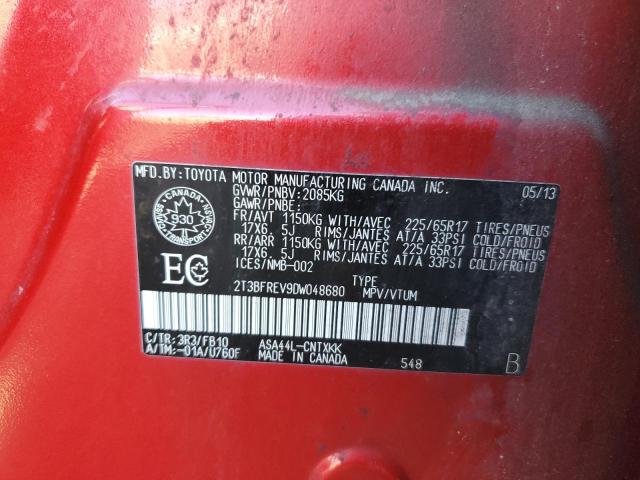 MFD.BY:TOYOTA MOTOR MANUFACTURING CANADA INC. 05/13
GVWR/PNBV:2085KG
GAWR/PNBE:
FR/AVT 1150KG WITH/AVEC 225/65R17 TIRES/PNEUS
17X6.5J RIMS/JANTES AT/A 33PSI COLD/FROID
RR/ARR 1150KG WITH/AVEC 225/65R17 TIRES/PNEUS
17X6.5J RIMS/JANTES AT/A 33PSI COLD/FROID
ICES/NMB-002
CANADA
930
TRANSPORT
EC
2T3BFREV9DW048680 TYPE MPV/VTUM
C/TR:3R3/FB10 ASA44L-CNTXKK
A/TM:-01A/U760F MADE IN CANADA 548 B